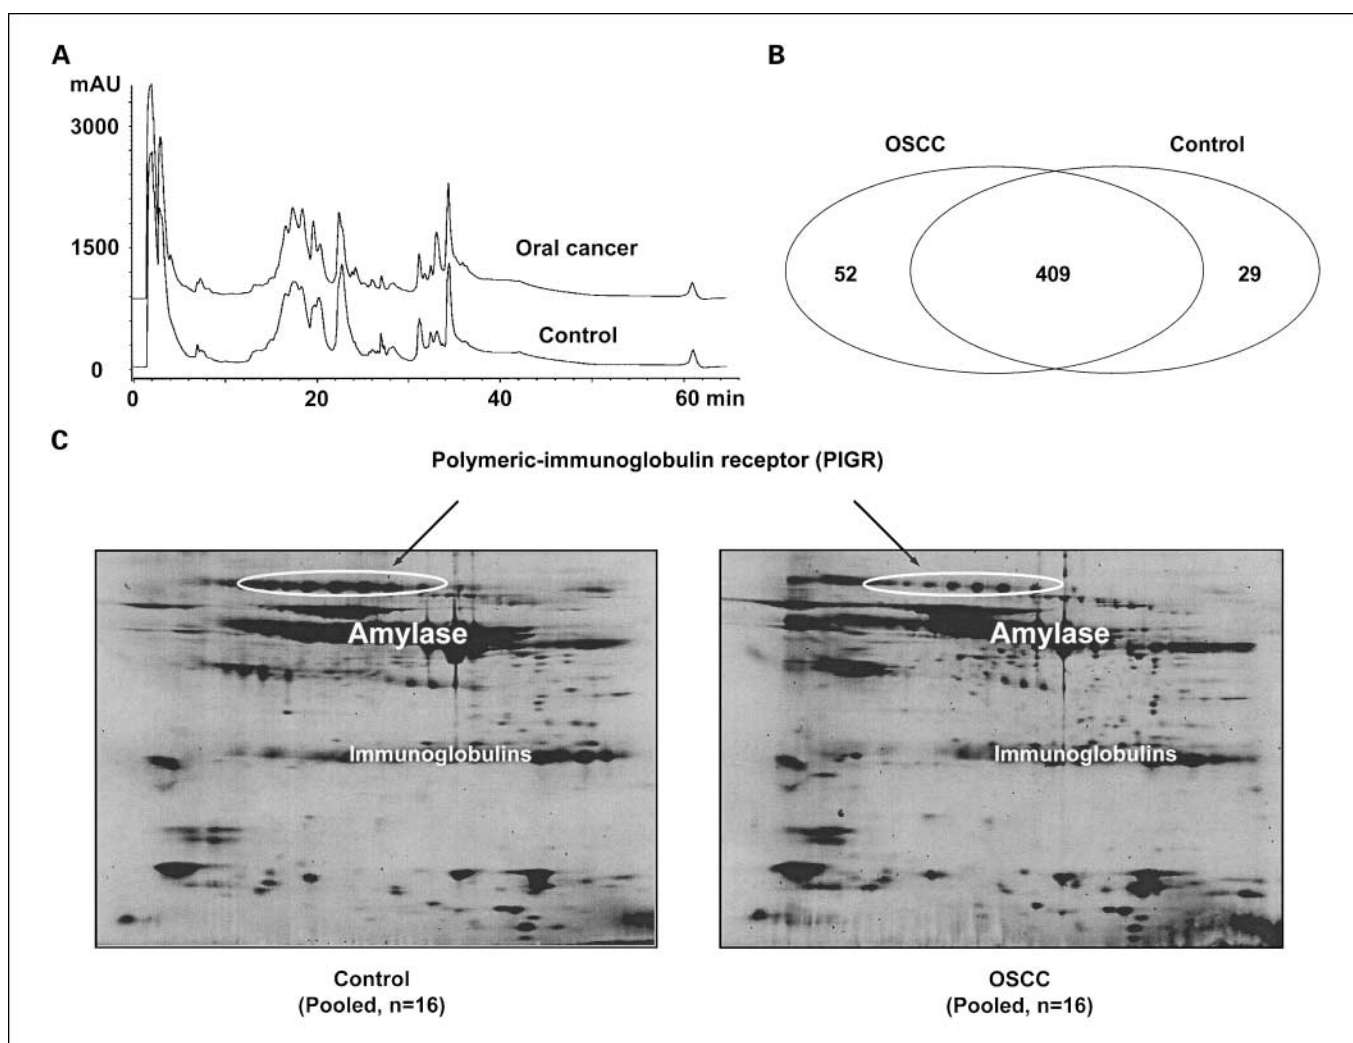 A
mAU
3000
1500
0
Oral cancer
Control
0
20
40
60 min
B
OSCC
Control
52
409
29
C
Polymeric-immunoglobulin receptor (PIGR)
Amylase
Immunoglobulins
Amylase
Immunoglobulins
Control
(Pooled, n=16)
OSCC
(Pooled, n=16)